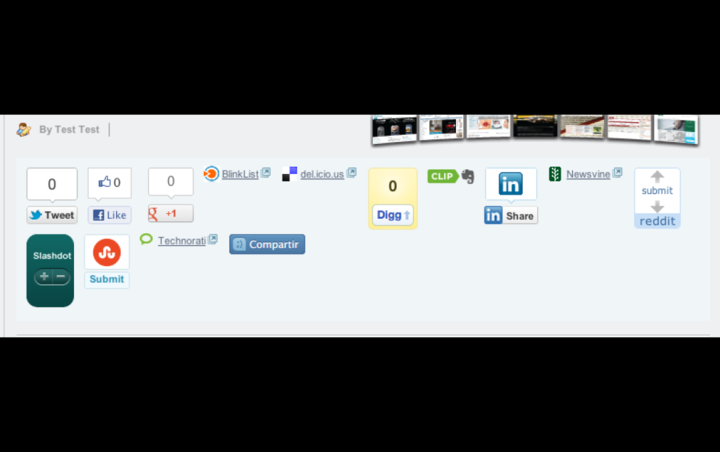 By Test Test
0
Tweet
0
Like
0
+1
BlinkList
del.icio.us
0
Digg
CLIP
in
in Share
Newsvine
submit
reddit
Slashdot
+ −
Submit
Technorati
Compartir